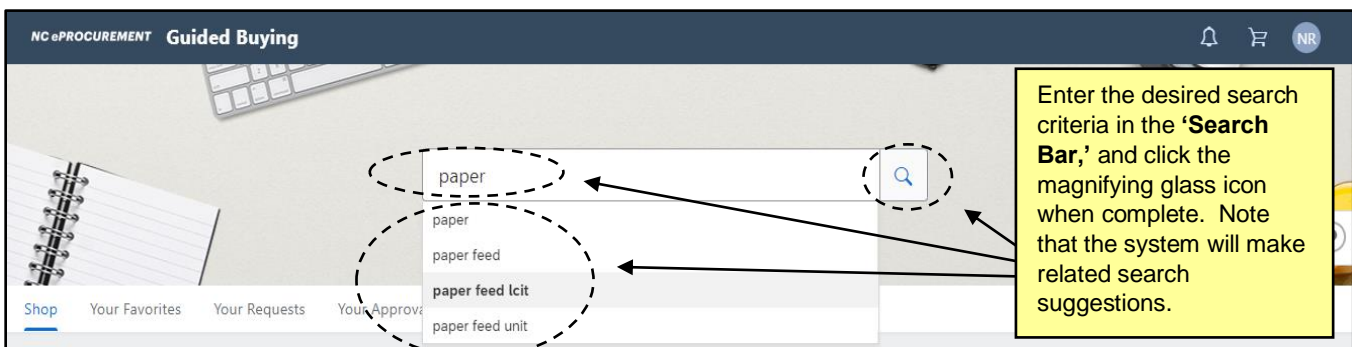 NC ePROCUREMENT Guided Buying
NR
Enter the desired search
criteria in the ‘Search
Bar,’ and click the
magnifying glass icon
when complete. Note
that the system will make
related search
suggestions.
paper
paper
paper feed
paper feed lcit
paper feed unit
Shop Your Favorites Your Requests Your Approva